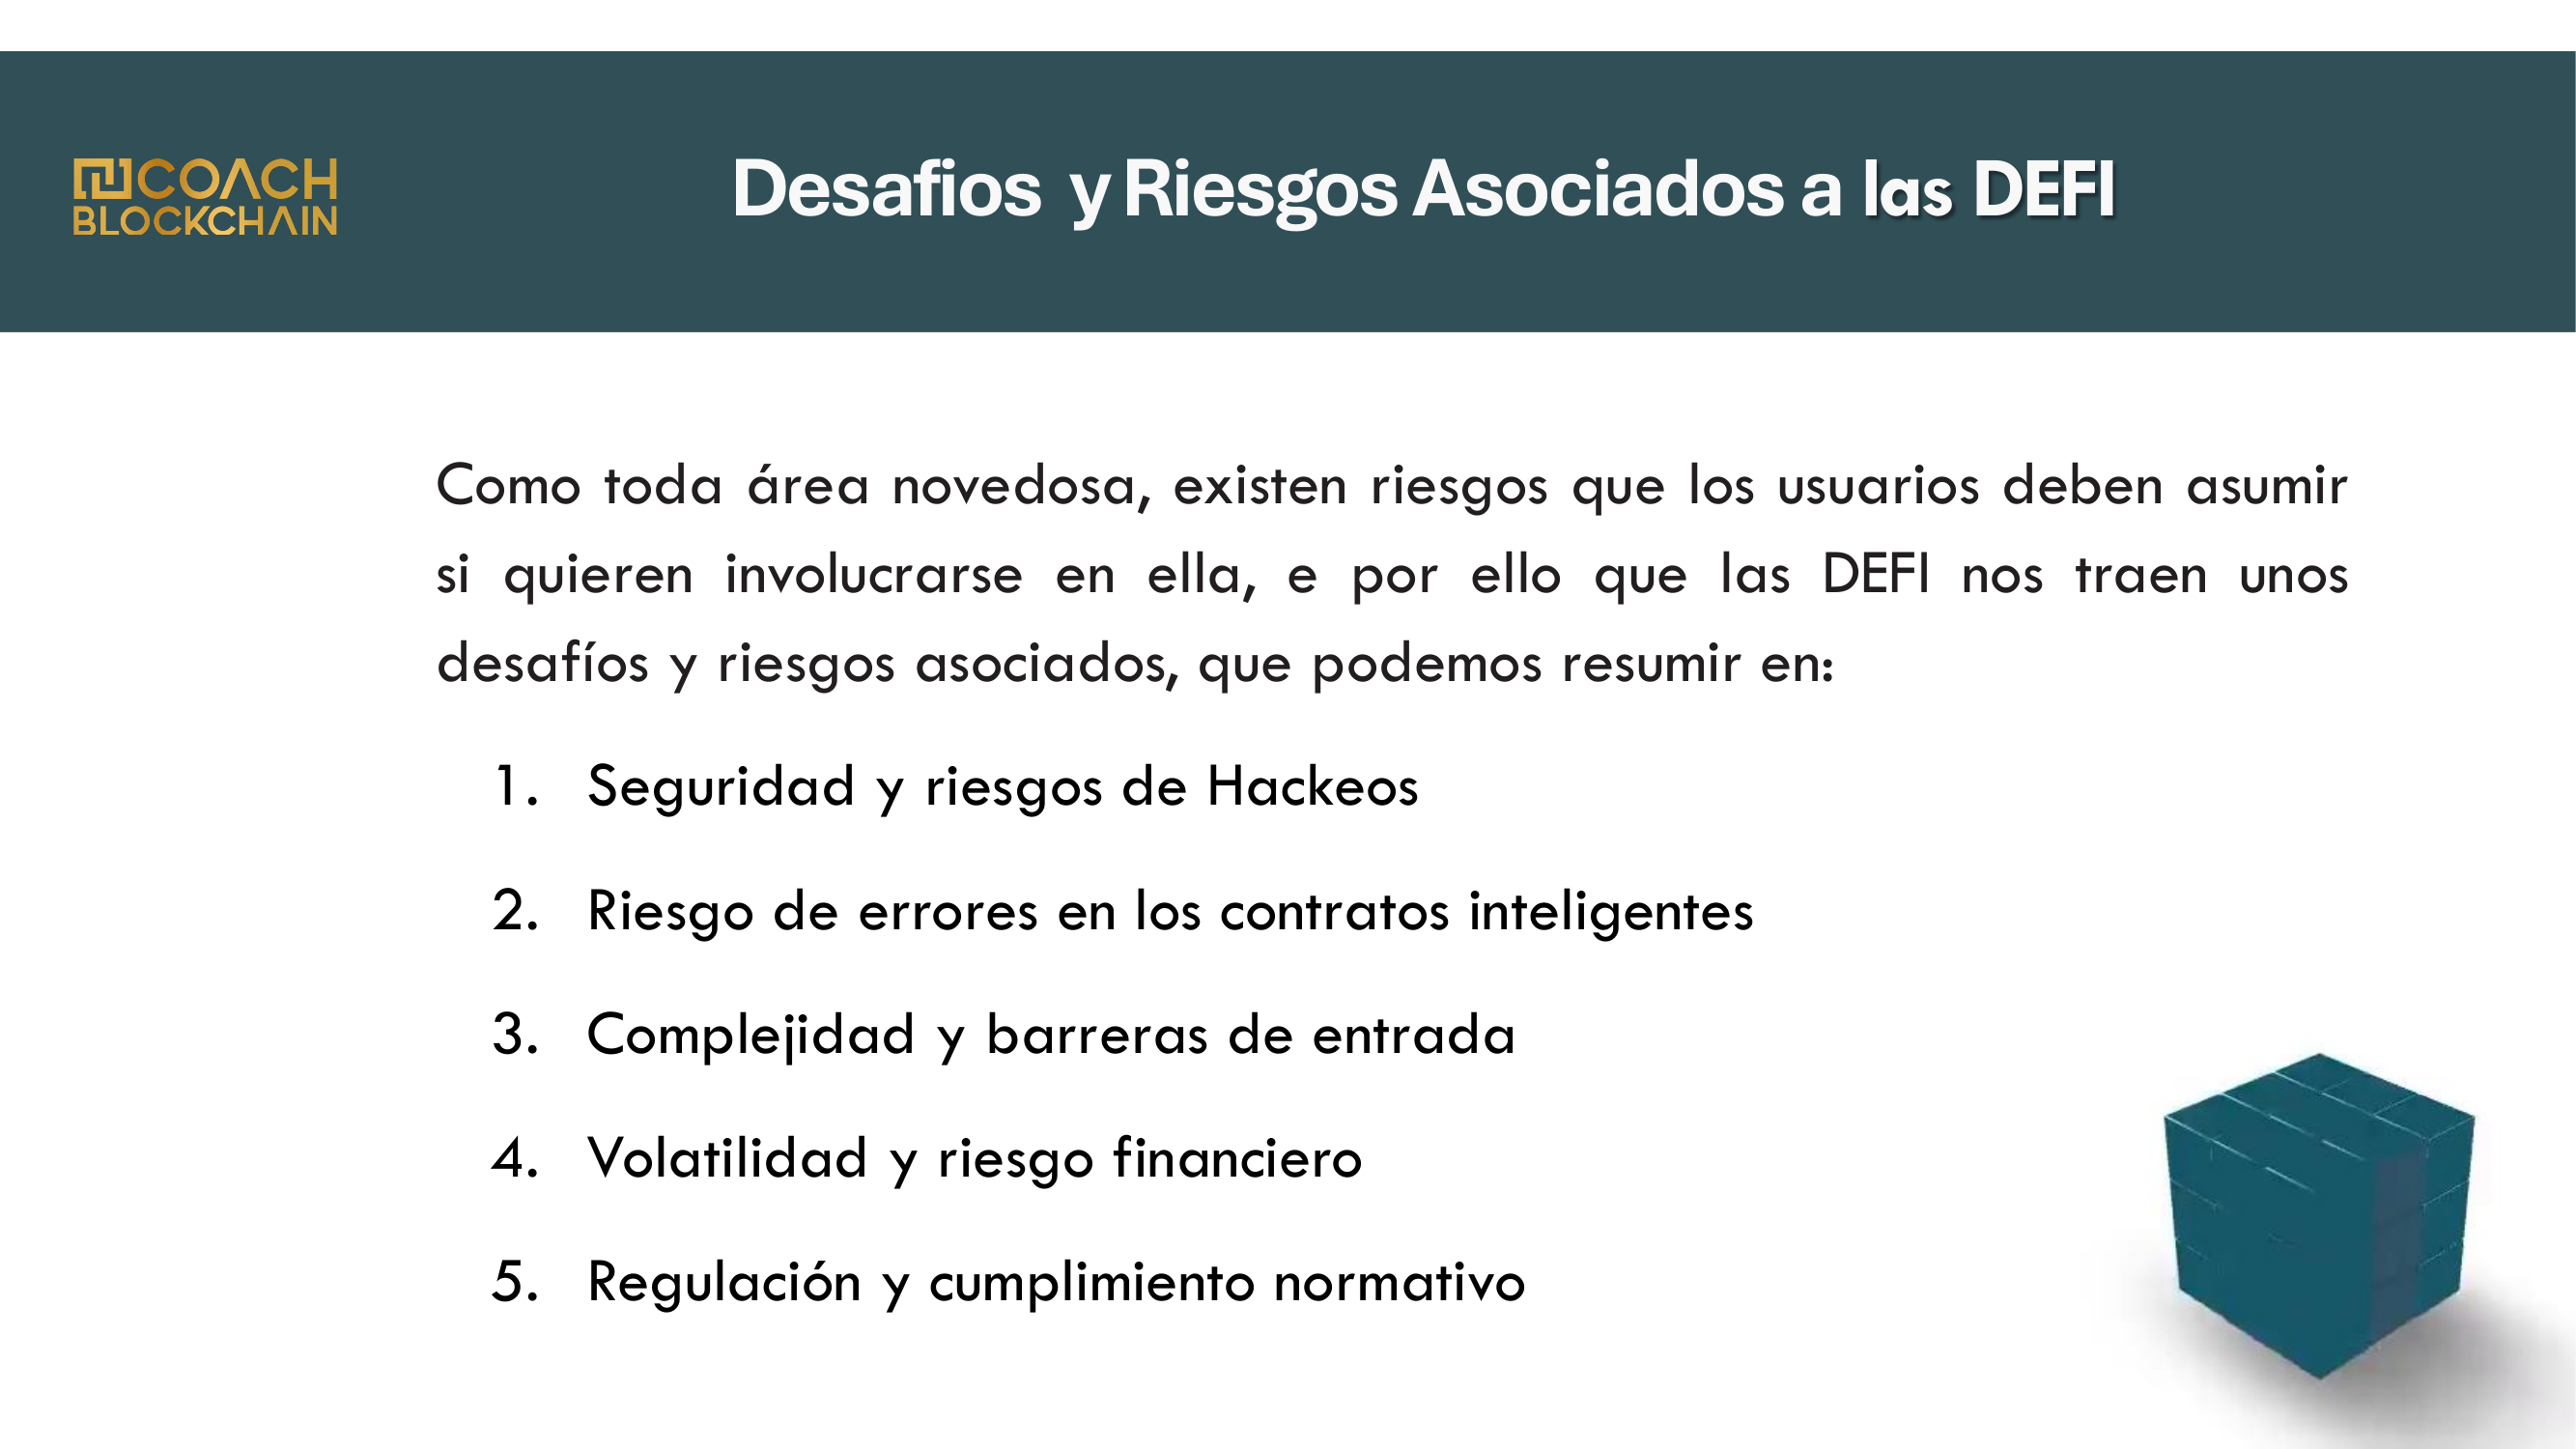 COACH
BLOCKCHAIN
Desafios y Riesgos Asociados a las DEFI
Como toda área novedosa, existen riesgos que los usuarios deben asumir
si quieren involucrarse en ella, e por ello que las DEFI nos traen unos
desafíos y riesgos asociados, que podemos resumir en:
1. Seguridad y riesgos de Hackeos
2. Riesgo de errores en los contratos inteligentes
3. Complejidad y barreras de entrada
4. Volatilidad y riesgo financiero
5. Regulación y cumplimiento normativo